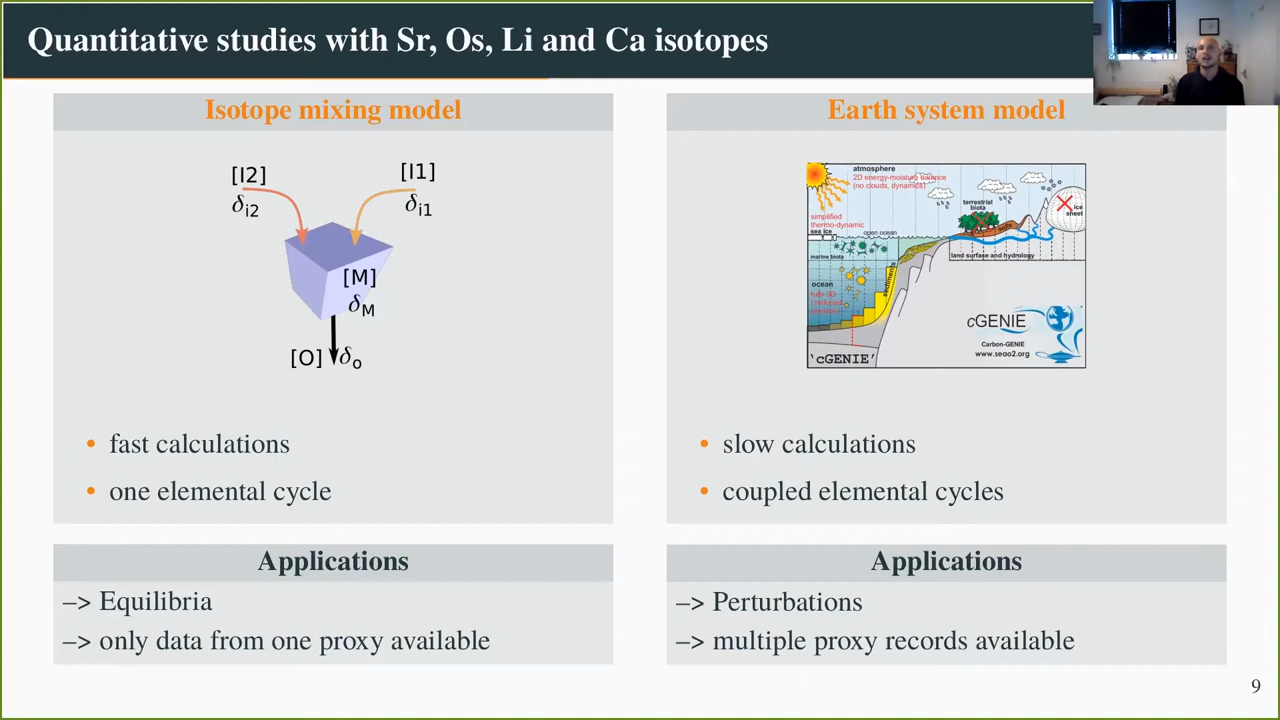 Quantitative studies with Sr, Os, Li and Ca isotopes
Isotope mixing model
[I2]
δi2
[I1]
δi1
[M]
δM
[O]
δo
• fast calculations
• one elemental cycle
Applications
–> Equilibria
–> only data from one proxy available
Earth system model
atmosphere
2D energy-moisture balance
(no clouds, dynamics)
simplified
thermo-dynamic
sea ice
open ocean
terrestrial
biota
ice
sheet
marine biota
land surface and hydrology
ocean
sediments
cGENIE
Carbon-GENIE
www.seao2.org
'cGENIE'
• slow calculations
• coupled elemental cycles
Applications
–> Perturbations
–> multiple proxy records available
9